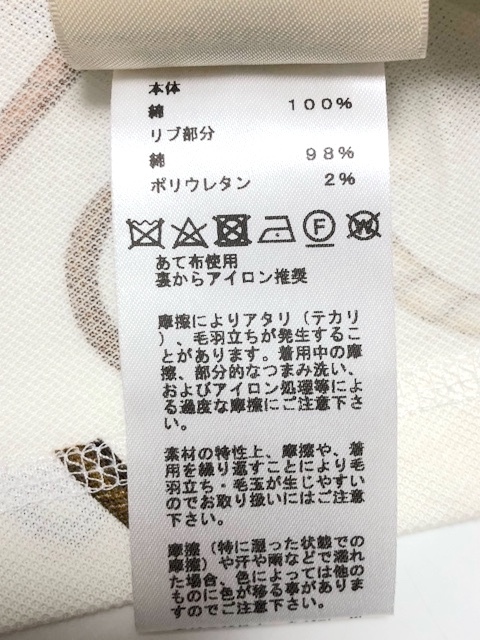 本体
綿 100%
リブ部分
綿 98%
ポリウレタン 2%
F W
あて布使用
裏からアイロン推奨
摩擦によりアタリ（テカリ
）、毛羽立ちが発生するこ
とがあります。着用中の摩
擦、部分的なつまみ洗い、
およびアイロン処理等によ
る過度な摩擦にご注意下さ
い。
素材の特性上、摩擦や、着
用を繰り返すことにより毛
羽立ち・毛玉が生じやすい
のでお取り扱いにはご注意
下さい。
摩擦（特に湿った状態での
摩擦）や汗や雨などで濡れ
た場合、色によっては他の
ものに色が移る事がありま
すのでご注意下さい。